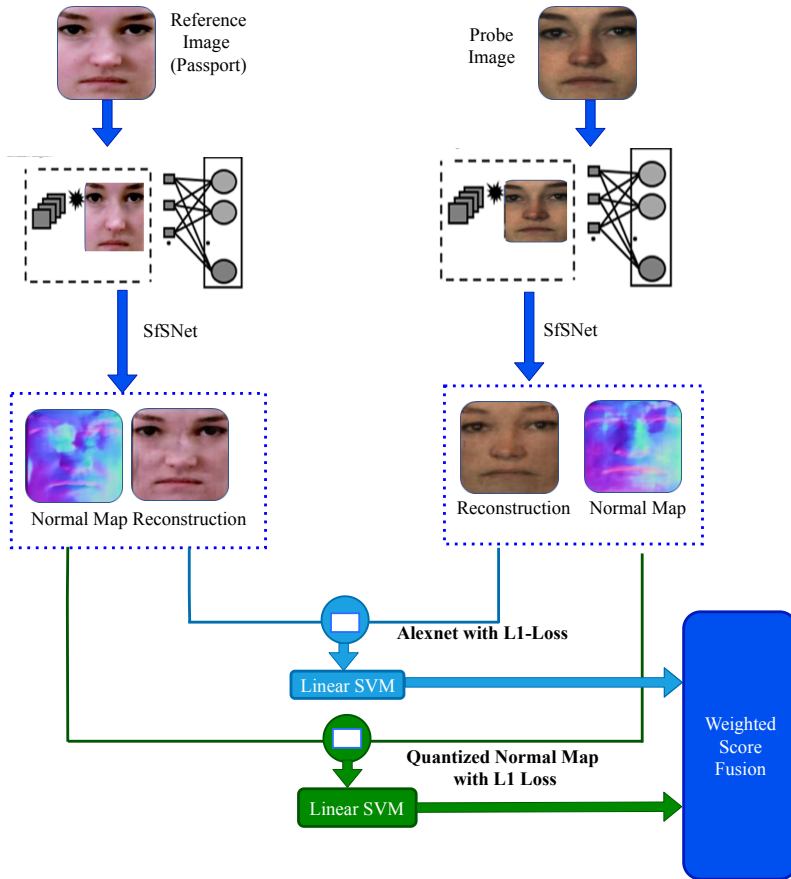 Reference
Image
(Passport)
Probe
Image
SfSNet
SfSNet
Normal Map Reconstruction
Reconstruction Normal Map
Alexnet with L1-Loss
Linear SVM
Quantized Normal Map
with L1 Loss
Linear SVM
Weighted
Score
Fusion